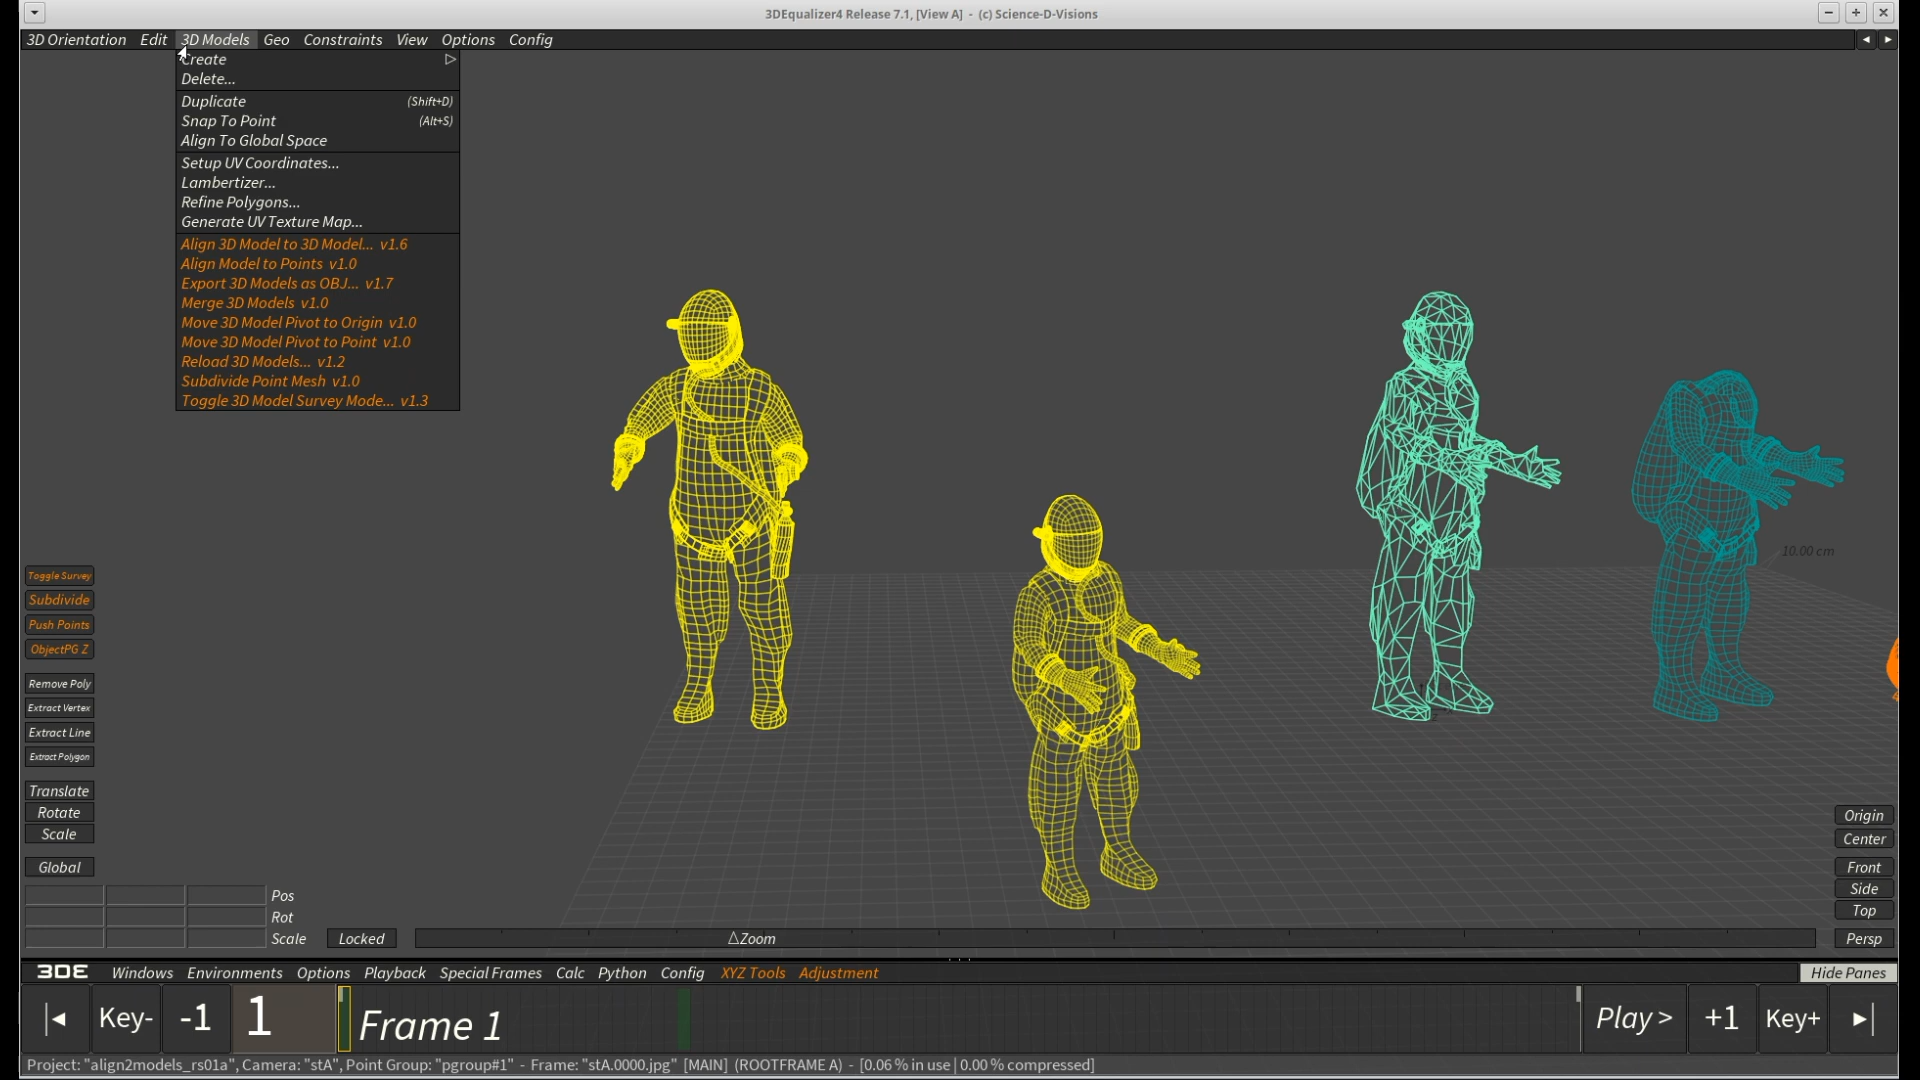 3DEqualizer4 Release 7.1, [View A]  -  (c) Science-D-Visions
3D Orientation Edit 3D Models Geo Constraints View Options Config
Create
Delete...
Duplicate (Shift+D)
Snap To Point (Alt+S)
Align To Global Space
Setup UV Coordinates...
Lambertizer...
Refine Polygons...
Generate UV Texture Map...
Align 3D Model to 3D Model... v1.6
Align Model to Points v1.0
Export 3D Models as OBJ... v1.7
Merge 3D Models v1.0
Move 3D Model Pivot to Origin v1.0
Move 3D Model Pivot to Point v1.0
Reload 3D Models... v1.2
Subdivide Point Mesh v1.0
Toggle 3D Model Survey Mode... v1.3
10.00 cm
Toggle Survey
Subdivide
Push Points
ObjectPG Z
Remove Poly
Extract Vertex
Extract Line
Extract Polygon
Translate
Rotate
Scale
Global
Pos
Rot
Scale Locked Zoom
Origin
Center
Front
Side
Top
Persp
3DE Windows Environments Options Playback Special Frames Calc Python Config XYZ Tools Adjustment Hide Panes
Key- -1 1 Frame 1 Play > +1 Key+
Project: "align2models_rs01a", Camera: "stA", Point Group: "pgroup#1"  -  Frame: "stA.0000.jpg"  [MAIN]  (ROOTFRAME A)  -  [0.06 % in use | 0.00 % compressed]